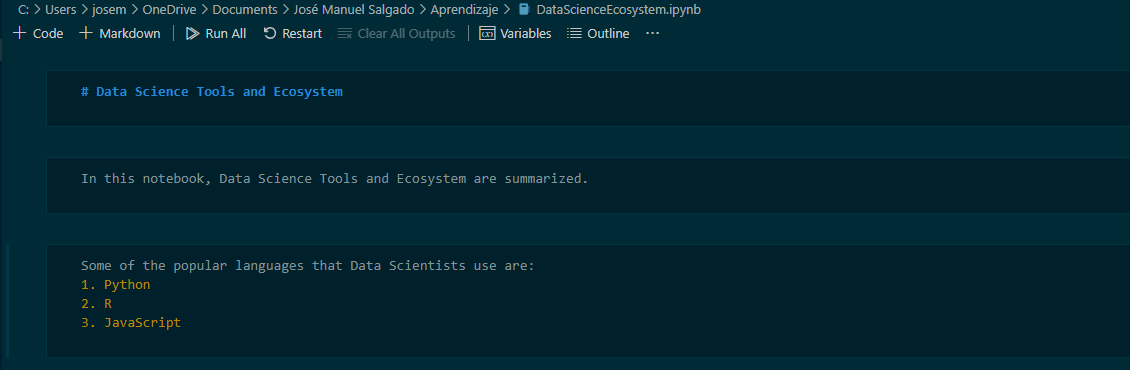 C: > Users > josem > OneDrive > Documents > José Manuel Salgado > Aprendizaje > DataScienceEcosystem.ipynb
+ Code + Markdown | Run All Restart Clear All Outputs | Variables Outline ...
# Data Science Tools and Ecosystem
In this notebook, Data Science Tools and Ecosystem are summarized.
Some of the popular languages that Data Scientists use are:
1. Python
2. R
3. JavaScript